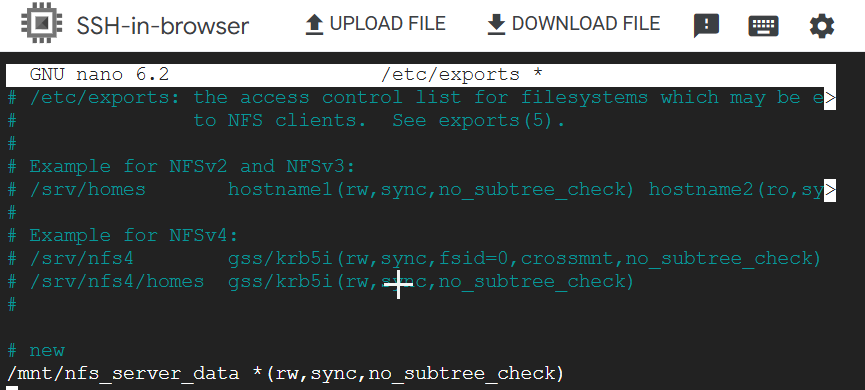 SSH-in-browser UPLOAD FILE DOWNLOAD FILE
GNU nano 6.2 /etc/exports *
# /etc/exports: the access control list for filesystems which may be e>
# to NFS clients. See exports(5).
#
# Example for NFSv2 and NFSv3:
# /srv/homes hostname1(rw,sync,no_subtree_check) hostname2(ro,sy>
#
# Example for NFSv4:
# /srv/nfs4 gss/krb5i(rw,sync,fsid=0,crossmnt,no_subtree_check)
# /srv/nfs4/homes gss/krb5i(rw,sync,no_subtree_check)
#
# new
/mnt/nfs_server_data *(rw,sync,no_subtree_check)